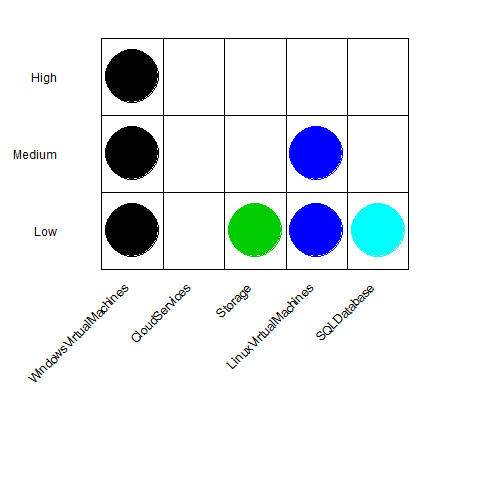 High
Medium
Low
WindowsVirtualMachines
CloudServices
Storage
LinuxVirtualMachines
SQLDatabase